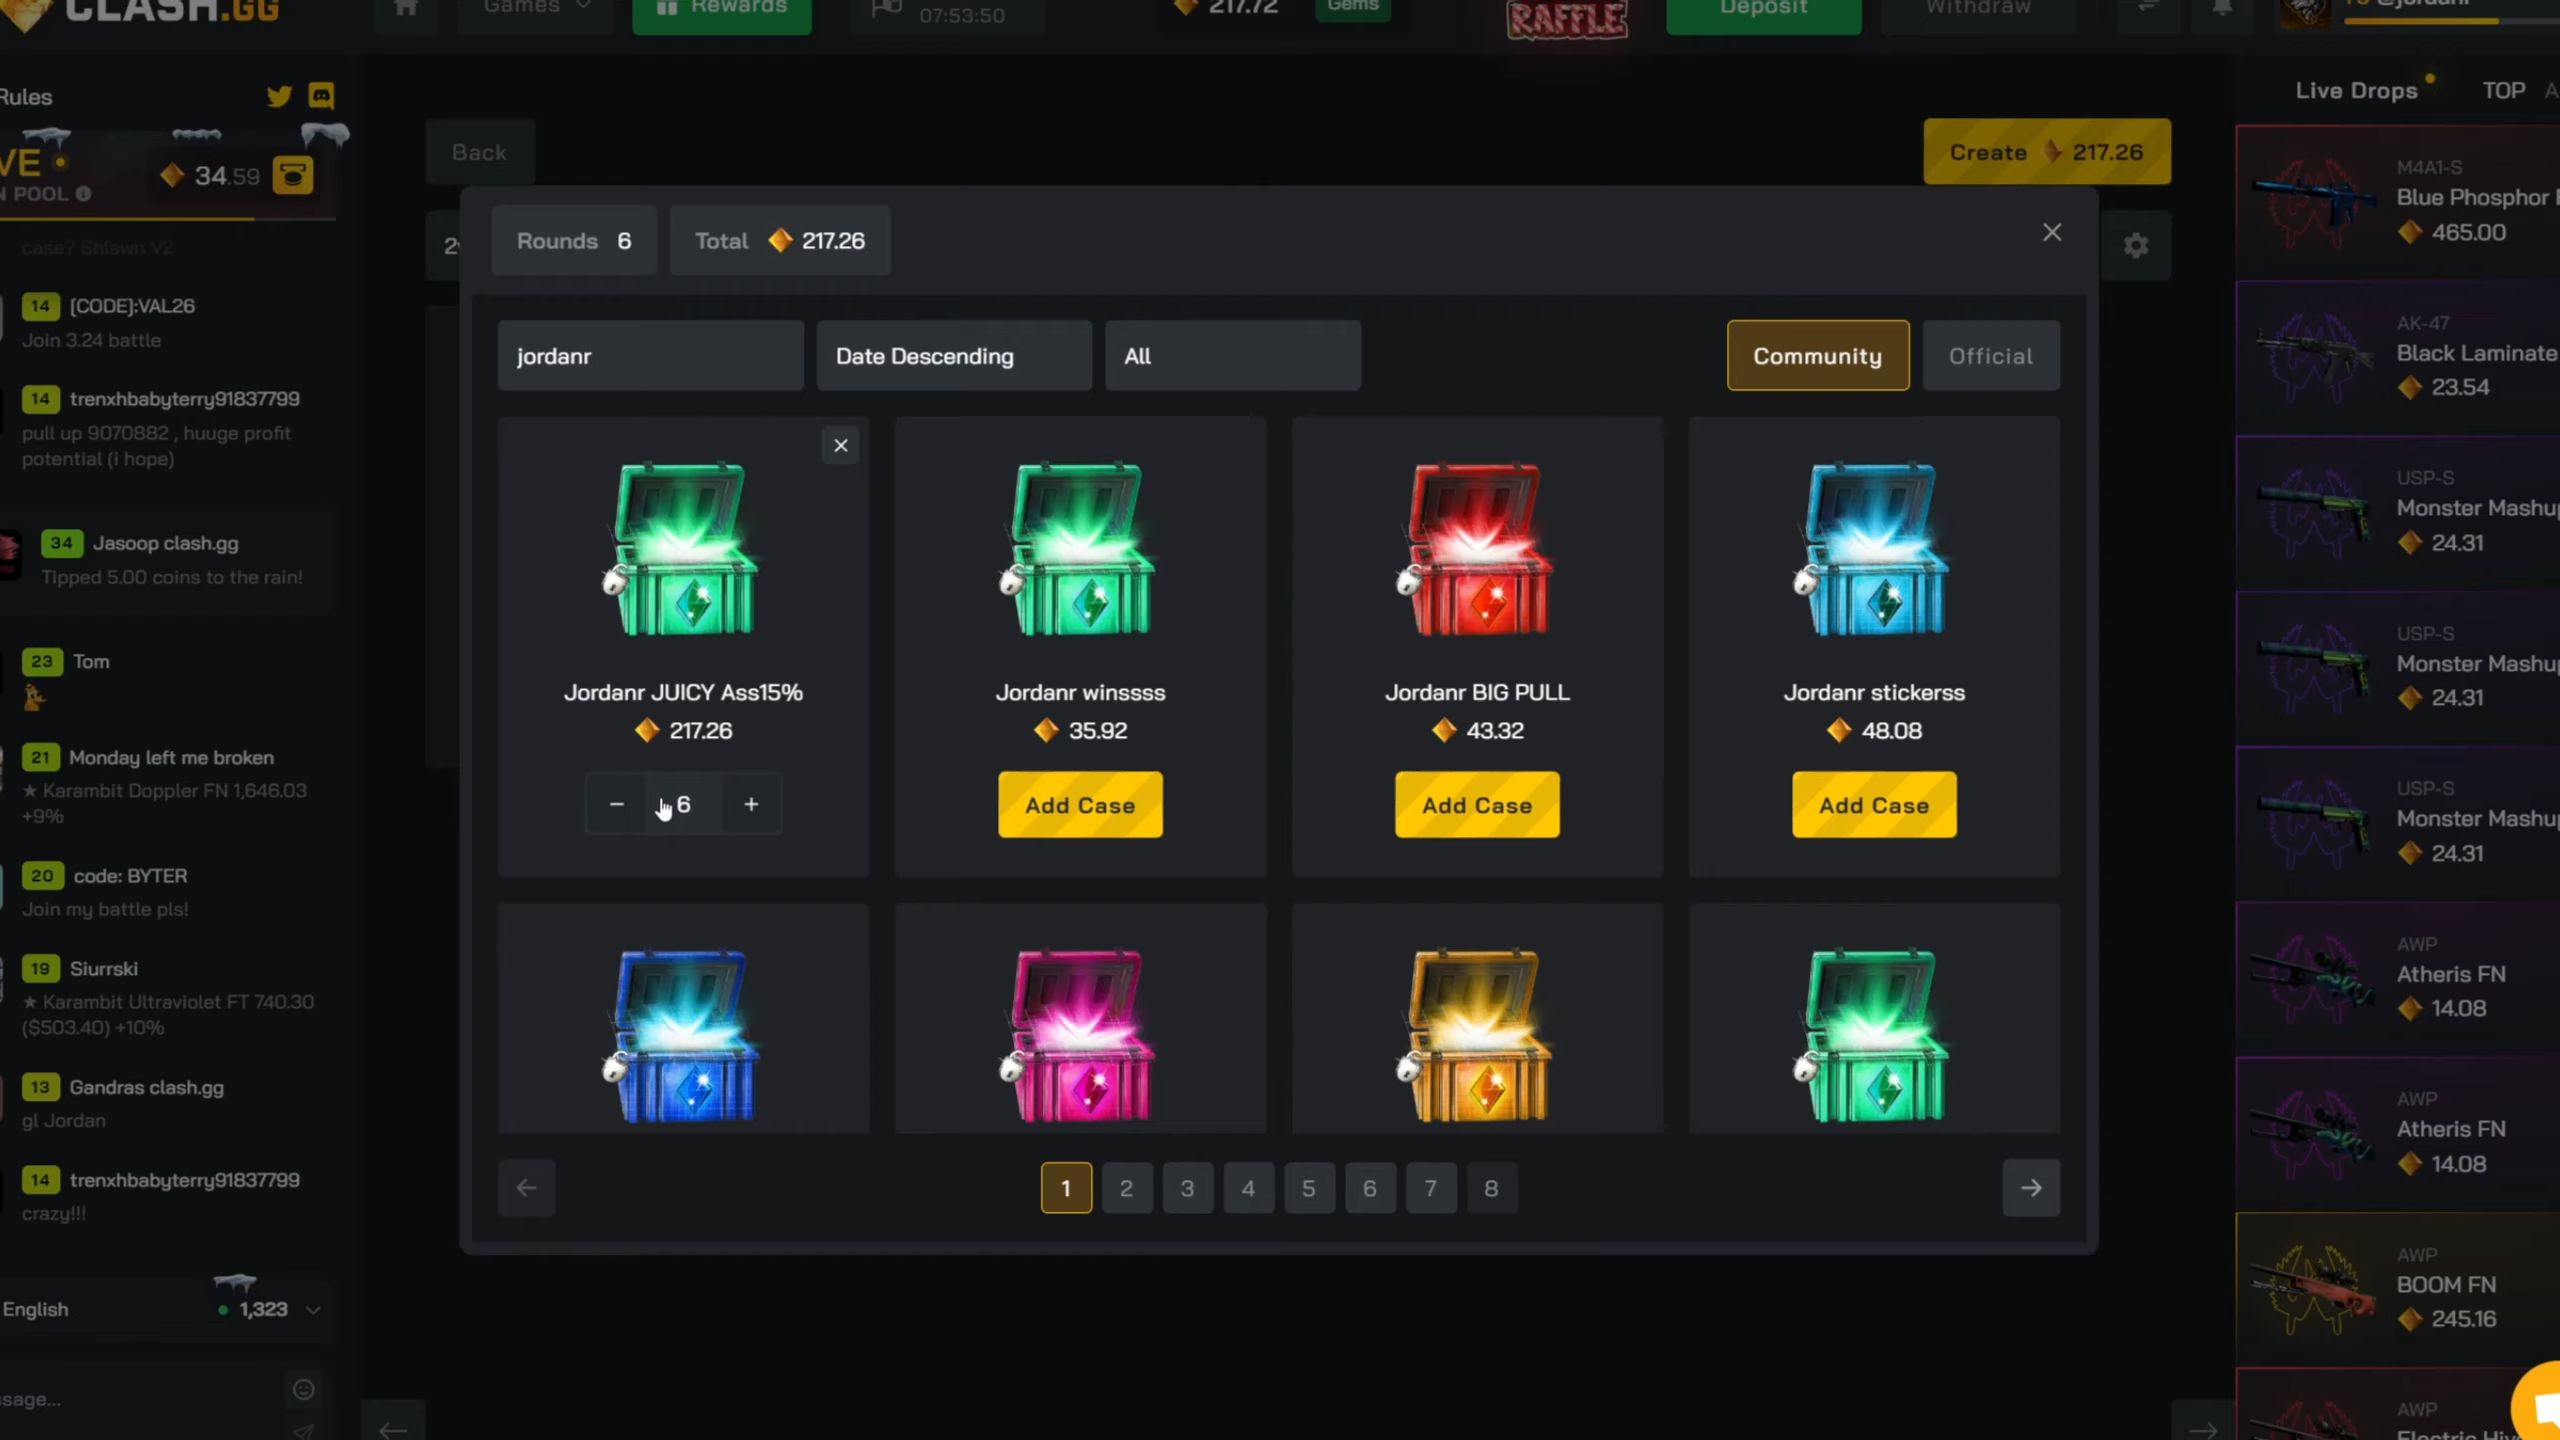 CLASH.GG
Games
Rewards
07:53:50
217.72
Gems
RAFFLE
Deposit
Withdraw
Rules
34.59
N POOL
case? Shlawn V2
14 [CODE]:VAL26
Join 3.24 battle
14 trenxhbabyterry91837799
pull up 9070882 , huuge profit
potential (i hope)
34 Jasoop clash.gg
Tipped 5.00 coins to the rain!
23 Tom
21 Monday left me broken
★ Karambit Doppler FN 1,646.03
+9%
20 code: BYTER
Join my battle pls!
19 Siurrski
★ Karambit Ultraviolet FT 740.30
($503.40) +10%
13 Gandras clash.gg
gl Jordan
14 trenxhbabyterry91837799
crazy!!!
English
1,323
Back
Create 217.26
Rounds 6
Total 217.26
jordanr
Date Descending
All
Community
Official
Jordanr JUICY Ass15%
217.26
− 6 +
Jordanr winssss
35.92
Add Case
Jordanr BIG PULL
43.32
Add Case
Jordanr stickerss
48.08
Add Case
1 2 3 4 5 6 7 8
Live Drops
TOP
M4A1-S
Blue Phosphor
465.00
AK-47
Black Laminate
23.54
USP-S
Monster Mashup
24.31
USP-S
Monster Mashup
24.31
USP-S
Monster Mashup
24.31
AWP
Atheris FN
14.08
AWP
Atheris FN
14.08
AWP
BOOM FN
245.16
AWP